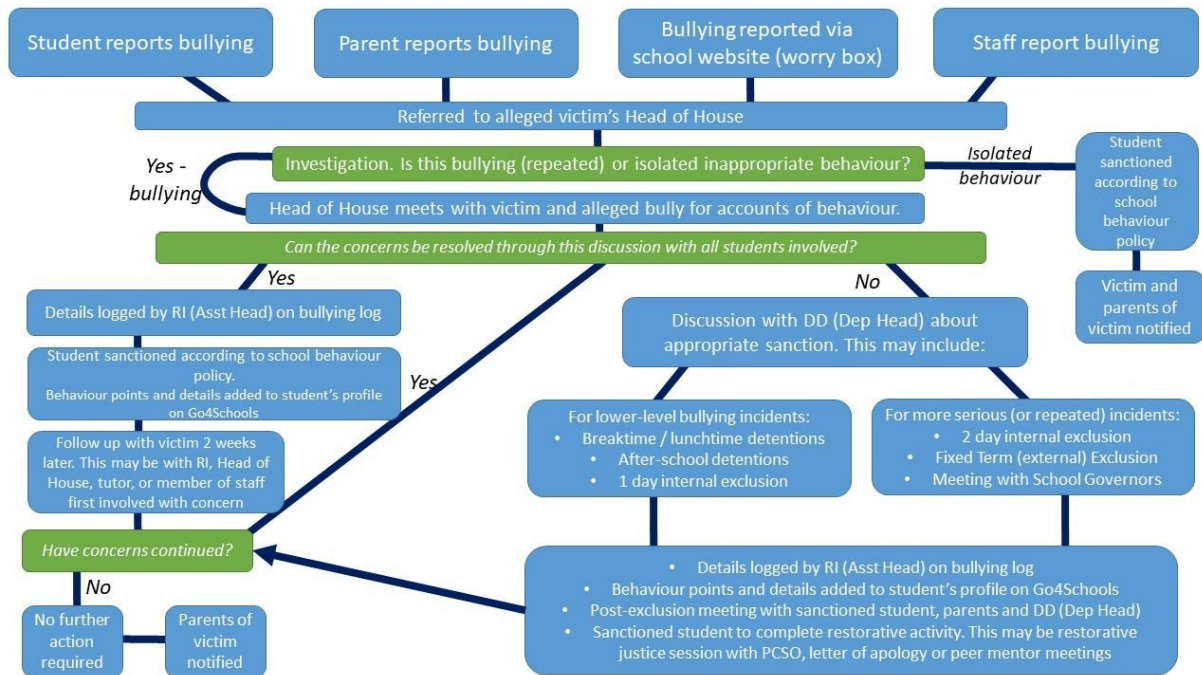 Student reports bullying
Parent reports bullying
Bullying reported via
school website (worry box)
Staff report bullying
Referred to alleged victim's Head of House
Investigation. Is this bullying (repeated) or isolated inappropriate behaviour?
Yes -
bullying
Isolated
behaviour
Student
sanctioned
according to
school
behaviour
policy
Head of House meets with victim and alleged bully for accounts of behaviour.
Can the concerns be resolved through this discussion with all students involved?
Yes
No
Victim and
parents of
victim notified
Details logged by RI (Asst Head) on bullying log
Discussion with DD (Dep Head) about
appropriate sanction. This may include:
Student sanctioned according to school behaviour
policy.
Behaviour points and details added to student's profile
on Go4Schools
Yes
For lower-level bullying incidents:
• Breaktime / lunchtime detentions
• After-school detentions
• 1 day internal exclusion
For more serious (or repeated) incidents:
• 2 day internal exclusion
• Fixed Term (external) Exclusion
• Meeting with School Governors
Follow up with victim 2 weeks
later. This may be with RI, Head of
House, tutor, or member of staff
first involved with concern
Have concerns continued?
No
No further
action
required
Parents of
victim
notified
• Details logged by RI (Asst Head) on bullying log
• Behaviour points and details added to student's profile on Go4Schools
• Post-exclusion meeting with sanctioned student, parents and DD (Dep Head)
• Sanctioned student to complete restorative activity. This may be restorative
justice session with PCSO, letter of apology or peer mentor meetings